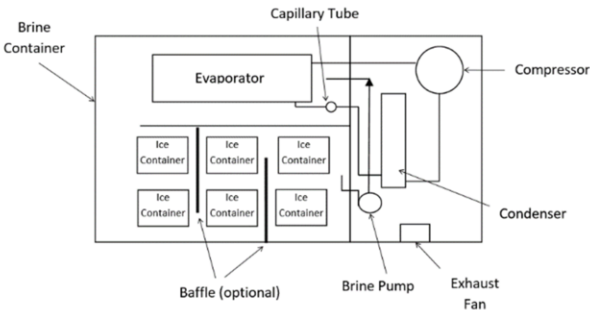 Capillary Tube
Brine
Container
Evaporator
Compressor
Ice
Container
Ice
Container
Ice
Container
Ice
Container
Ice
Container
Ice
Container
Condenser
Baffle (optional)
Brine Pump
Exhaust
Fan